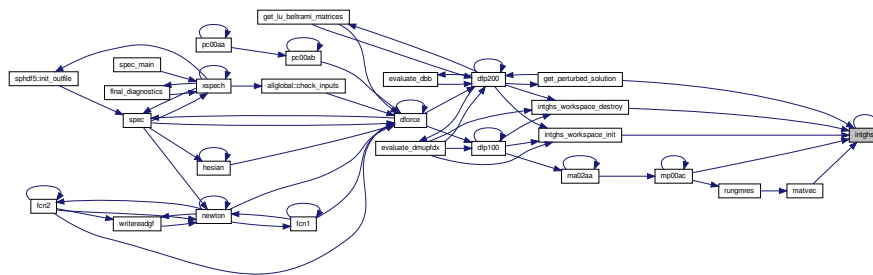 get_lu_beltrami_matrices
pc00aa
pc00ab
spec_main
sphdf5::init_outfile
xspech
final_diagnostics
allglobal::check_inputs
evaluate_dbb
dfp200
get_perturbed_solution
intghs_workspace_destroy
spec
dforce
evaluate_dmupfdx
dfp100
intghs_workspace_init
intghs
hesian
ma02aa
mp00ac
rungmres
matvec
fcn2
newton
writereadgf
fcn1